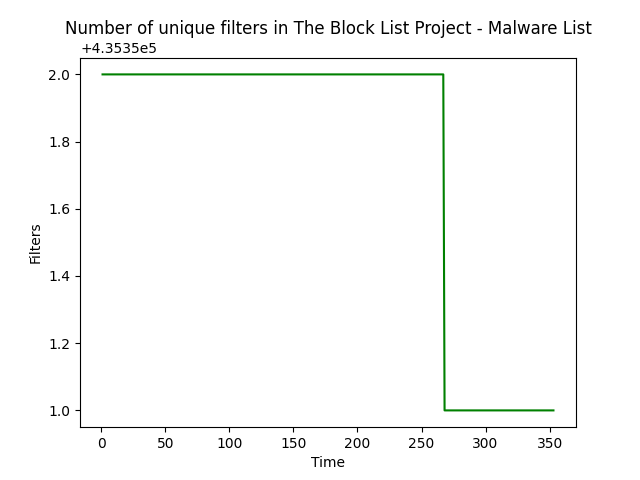 Number of unique filters in The Block List Project - Malware List
+4.3535e5
2.0
1.8
1.6
1.4
1.2
1.0
Filters
0 50 100 150 200 250 300 350
Time